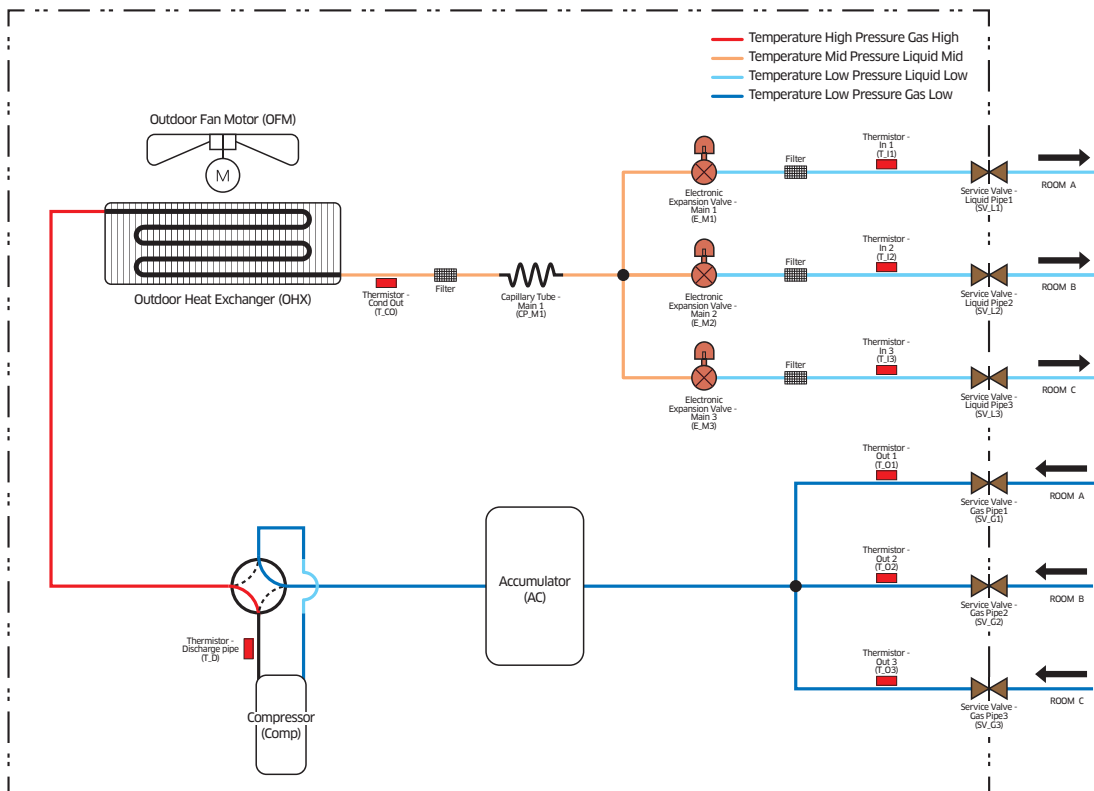 Temperature High Pressure Gas High
Temperature Mid Pressure Liquid Mid
Temperature Low Pressure Liquid Low
Temperature Low Pressure Gas Low
Outdoor Fan Motor (OFM)
M
Outdoor Heat Exchanger (OHX)
Thermistor -
Cond Out
(T_CO)
Filter
Capillary Tube -
Main 1
(CP_M1)
Electronic
Expansion Valve -
Main 1
(E_M1)
Filter
Thermistor -
In 1
(T_I1)
Service Valve -
Liquid Pipe1
(SV_L1)
ROOM A
Electronic
Expansion Valve -
Main 2
(E_M2)
Filter
Thermistor -
In 2
(T_I2)
Service Valve -
Liquid Pipe2
(SV_L2)
ROOM B
Electronic
Expansion Valve -
Main 3
(E_M3)
Filter
Thermistor -
In 3
(T_I3)
Service Valve -
Liquid Pipe3
(SV_L3)
ROOM C
Thermistor -
Out 1
(T_O1)
Service Valve -
Gas Pipe1
(SV_G1)
ROOM A
Thermistor -
Out 2
(T_O2)
Service Valve -
Gas Pipe2
(SV_G2)
ROOM B
Thermistor -
Out 3
(T_O3)
Service Valve -
Gas Pipe3
(SV_G3)
ROOM C
Accumulator
(AC)
Thermistor -
Discharge pipe
(T_D)
Compressor
(Comp)